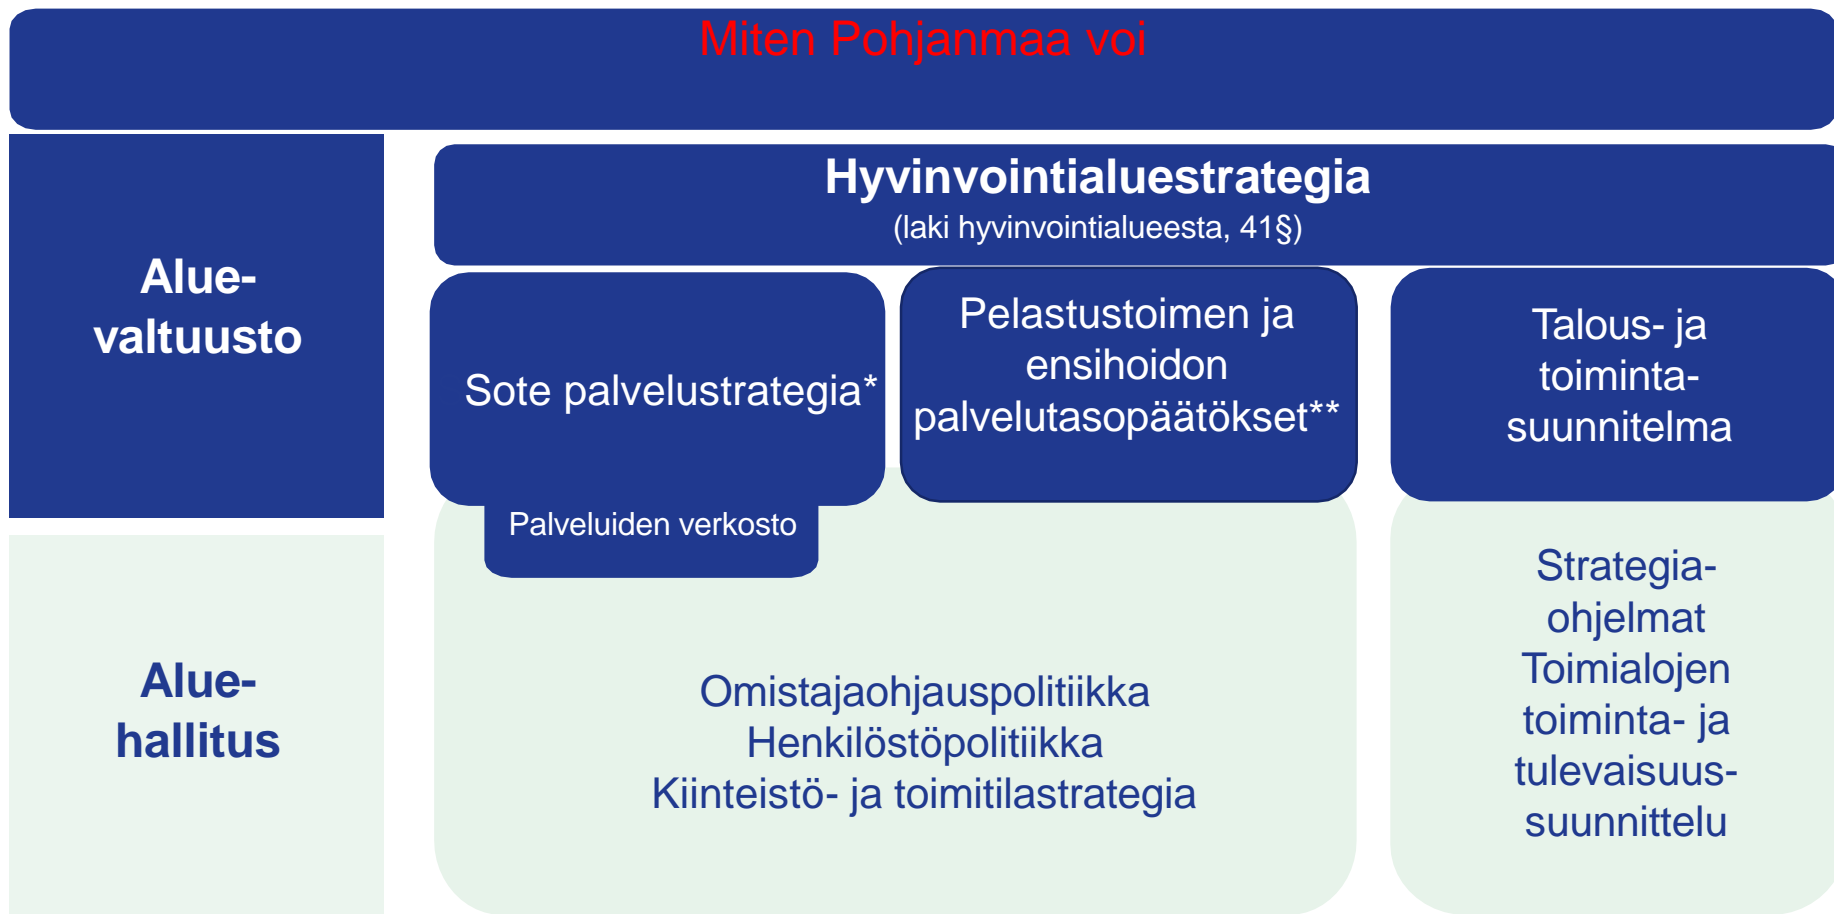 Miten Pohjanmaa voi
Alue-
valtuusto
Hyvinvointialuestrategia
(laki hyvinvointialueesta, 41§)
Sote palvelustrategia*
Palveluiden verkosto
Pelastustoimen ja
ensihoidon
palvelutasopäätökset**
Talous- ja
toiminta-
suunnitelma
Alue-
hallitus
Omistajaohjauspolitiikka
Henkilöstöpolitiikka
Kiinteistö- ja toimitilastrategia
Strategia-
ohjelmat
Toimialojen
toiminta- ja
tulevaisuus-
suunnittelu